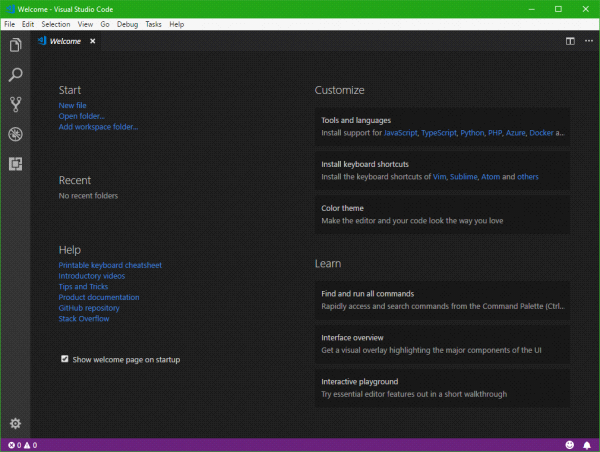 Welcome - Visual Studio Code
File Edit Selection View Go Debug Tasks Help
Welcome
Start
New file
Open folder...
Add workspace folder...
Recent
No recent folders
Help
Printable keyboard cheatsheet
Introductory videos
Tips and Tricks
Product documentation
GitHub repository
Stack Overflow
Show welcome page on startup
Customize
Tools and languages
Install support for JavaScript, TypeScript, Python, PHP, Azure, Docker a...
Install keyboard shortcuts
Install the keyboard shortcuts of Vim, Sublime, Atom and others
Color theme
Make the editor and your code look the way you love
Learn
Find and run all commands
Rapidly access and search commands from the Command Palette (Ctrl...
Interface overview
Get a visual overlay highlighting the major components of the UI
Interactive playground
Try essential editor features out in a short walkthrough
0 0